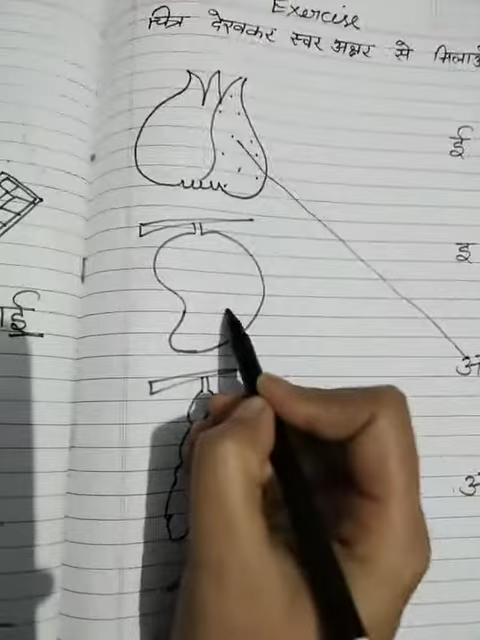 Exercise
चित्र देखकर स्वर अक्षर से मिलाऐ
ई
इ
ाई